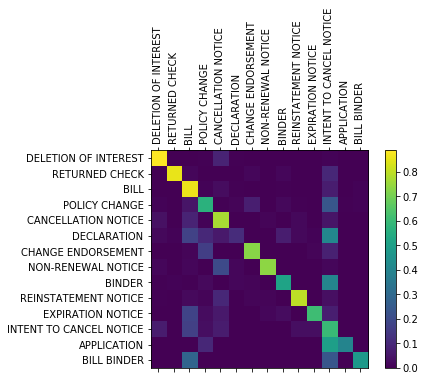 DELETION OF INTEREST
RETURNED CHECK
BILL
POLICY CHANGE
CANCELLATION NOTICE
DECLARATION
CHANGE ENDORSEMENT
NON-RENEWAL NOTICE
BINDER
REINSTATEMENT NOTICE
EXPIRATION NOTICE
INTENT TO CANCEL NOTICE
APPLICATION
BILL BINDER
DELETION OF INTEREST
RETURNED CHECK
BILL
POLICY CHANGE
CANCELLATION NOTICE
DECLARATION
CHANGE ENDORSEMENT
NON-RENEWAL NOTICE
BINDER
REINSTATEMENT NOTICE
EXPIRATION NOTICE
INTENT TO CANCEL NOTICE
APPLICATION
BILL BINDER
0.8
0.7
0.6
0.5
0.4
0.3
0.2
0.1
0.0